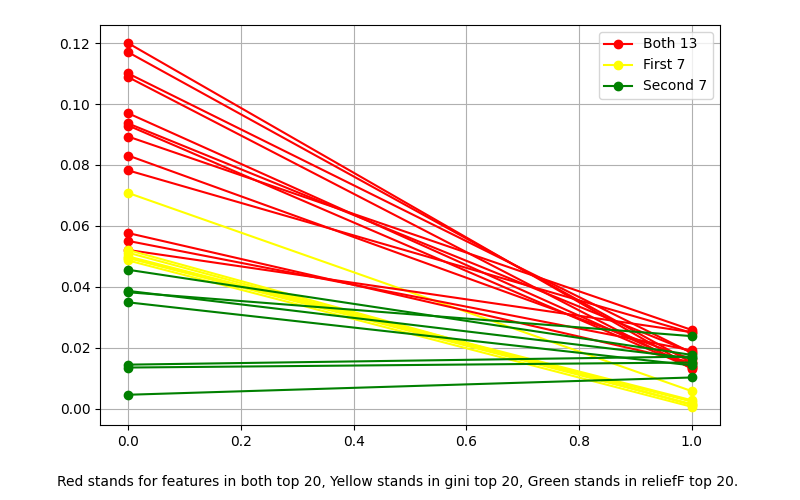 0.12
0.10
0.08
0.06
0.04
0.02
0.00
0.0 0.2 0.4 0.6 0.8 1.0
Both 13
First 7
Second 7
Red stands for features in both top 20, Yellow stands in gini top 20, Green stands in reliefF top 20.